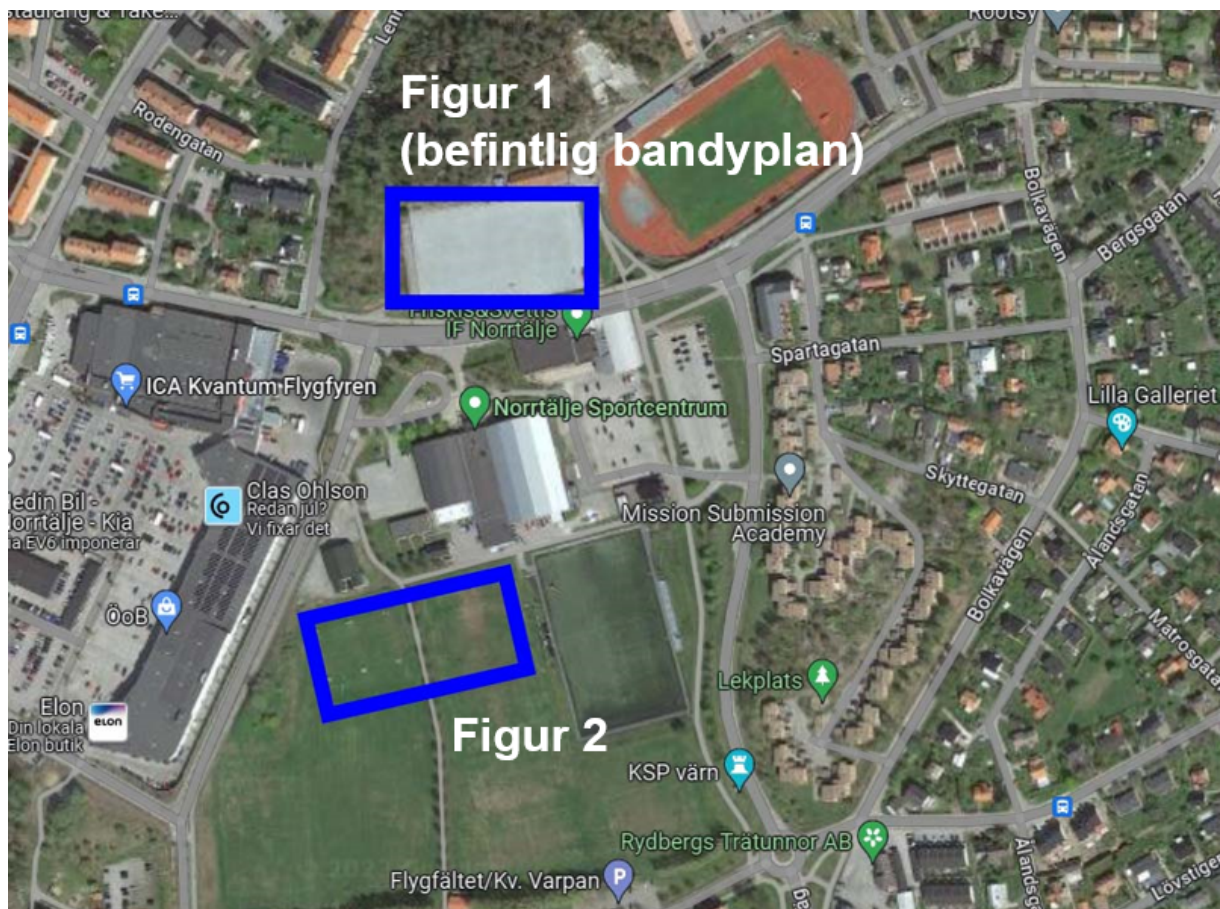 Rootsy
Figur 1
(befintlig bandyplan)
Rodengatan
Bolkavägen
Bergsgatan
Friskis&Svettis
IF Norrtälje
Spartagatan
ICA Kvantum Flygfyren
Norrtälje Sportcentrum
Lilla Galleriet
Skyttegatan
Clas Ohlson
Redan jul?
Vi fixar det
Mission Submission
Academy
Ålandsgatan
Bolkavägen
Matrosgatan
ÖoB
Lekplats
Elon
Din lokala
Elon butik
elon
Figur 2
KSP värn
Rydbergs Trätunnor AB
Flygfältet/Kv. Varpan
P